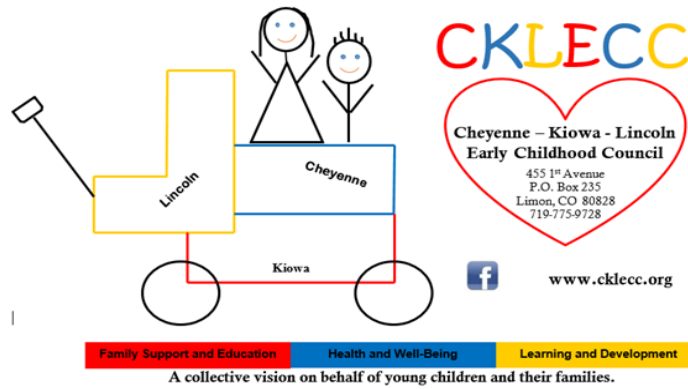 CKLECC
Cheyenne – Kiowa - Lincoln
Early Childhood Council
455 1st Avenue
P.O. Box 235
Limon, CO 80828
719-775-9728
Lincoln
Cheyenne
Kiowa
f
www.cklecc.org
Family Support and Education
Health and Well-Being
Learning and Development
A collective vision on behalf of young children and their families.